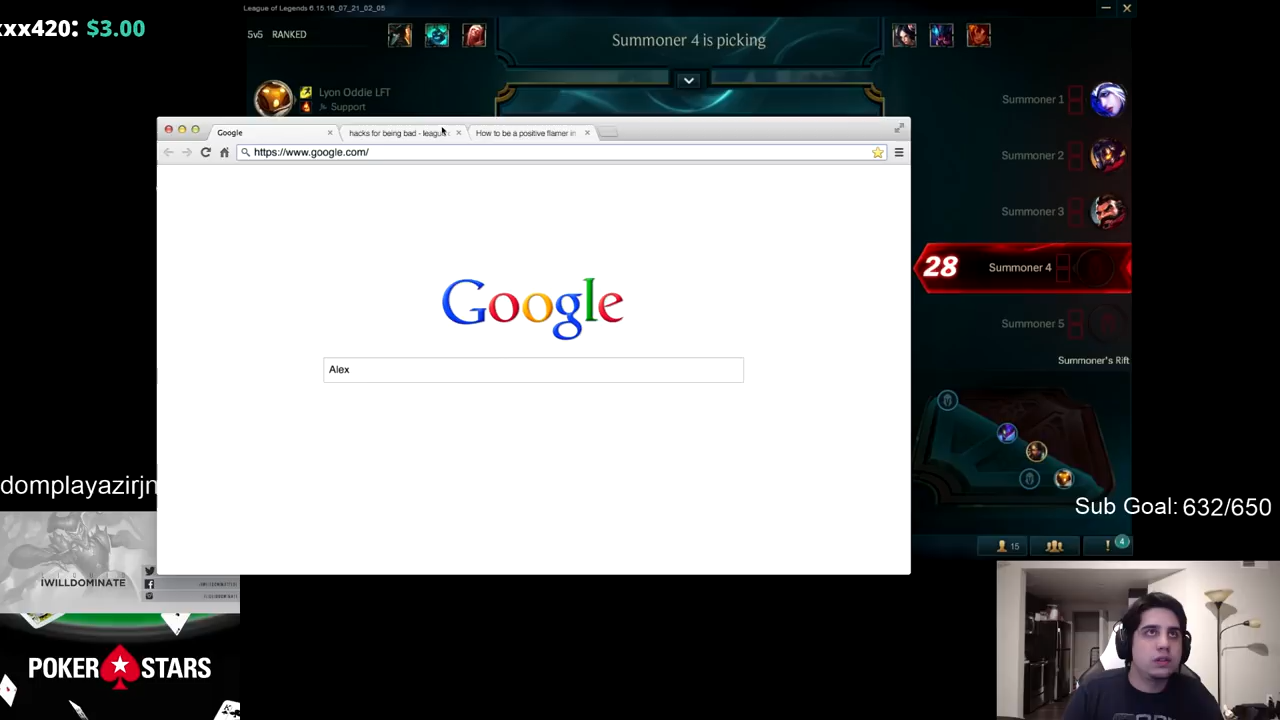 xxx420: $3.00
League of Legends 6.15.16_07_21_02_05
5v5 RANKED
Summoner 4 is picking
Lyon Oddie LFT
Support
Summoner 1
Summoner 2
Summoner 3
28 Summoner 4
Summoner 5
Summoner's Rift
Google
hacks for being bad - league
How to be a positive flamer in
https://www.google.com/
Google
Alex
domplayazirjn
IWILLDOMINATE
Sub Goal: 632/650
15
4
POKER STARS